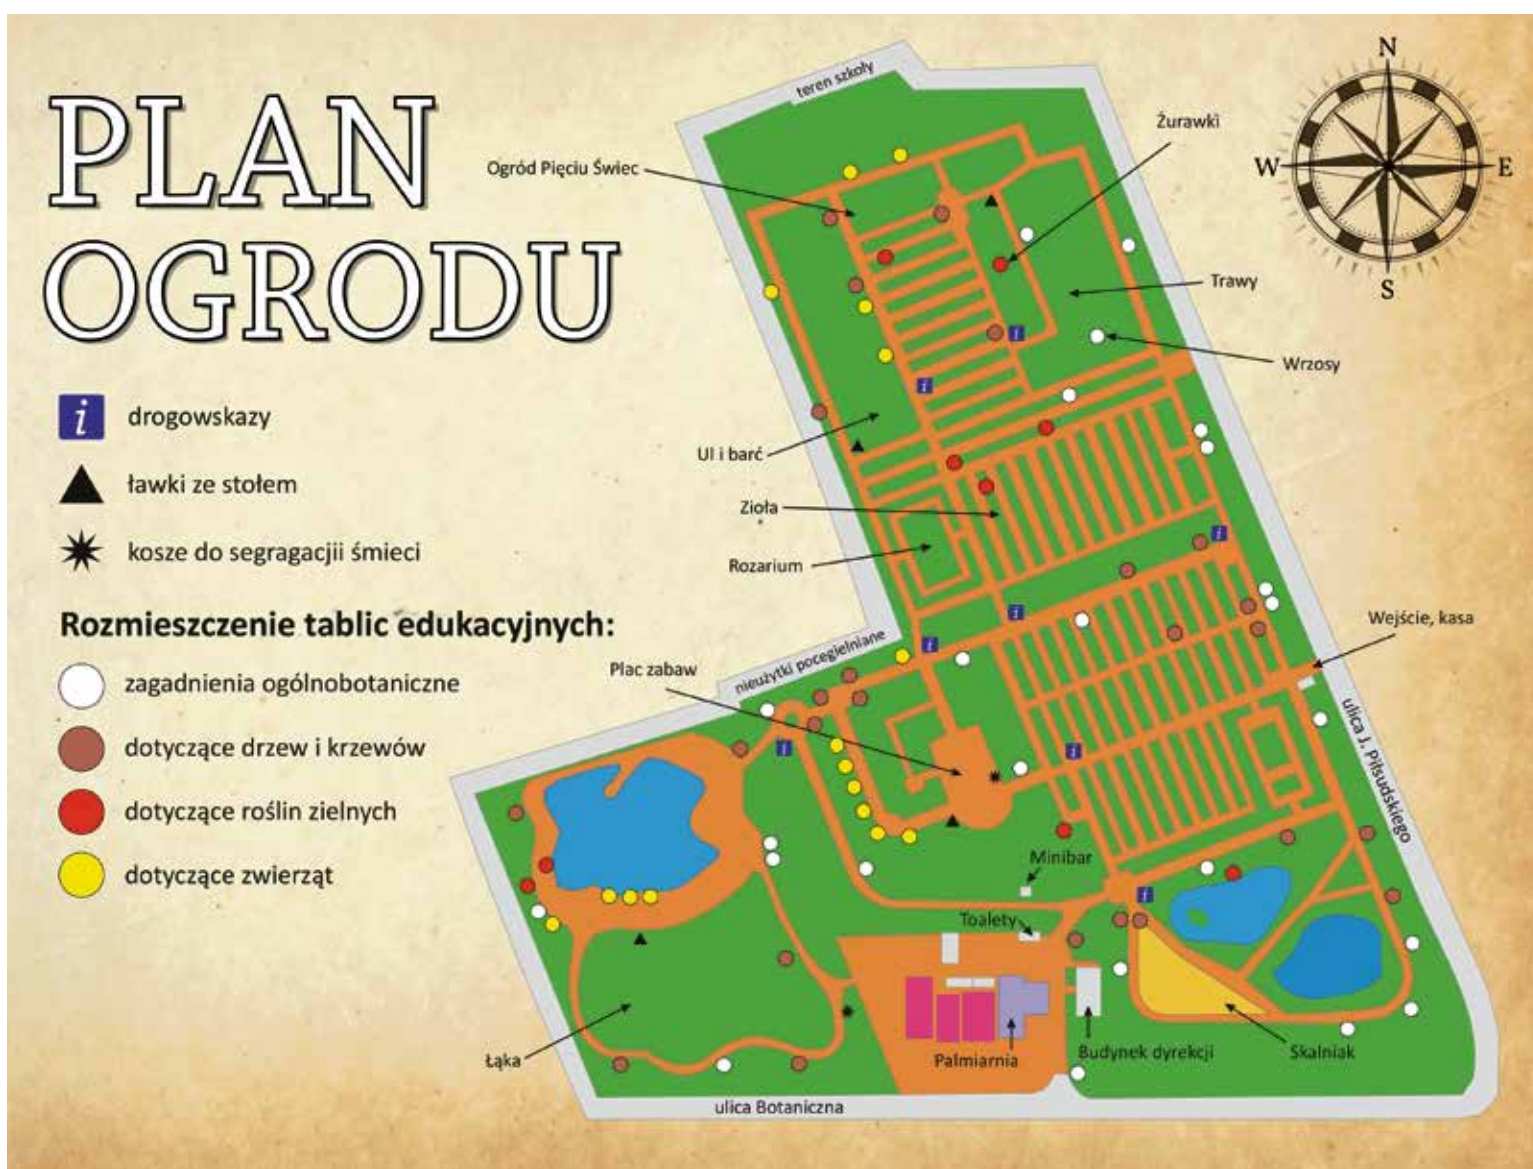 PLAN
OGRODU
i drogowskazy
ławki ze stołem
kosze do segragacjii śmieci
Rozmieszczenie tablic edukacyjnych:
zagadnienia ogólnobotaniczne
dotyczące drzew i krzewów
dotyczące roślin zielnych
dotyczące zwierząt
N
W
E
S
teren szkoły
Żurawki
Ogród Pięciu Świec
Trawy
i
Wrzosy
i
Ul i barć
Zioła
i
Rozarium
i
Wejście, kasa
i
nieużytki pocegielniane
Plac zabaw
ulica J. Piłsudskiego
i
i
Minibar
i
Toalety
Łąka
Palmiarnia
Budynek dyrekcji
Skalniak
ulica Botaniczna